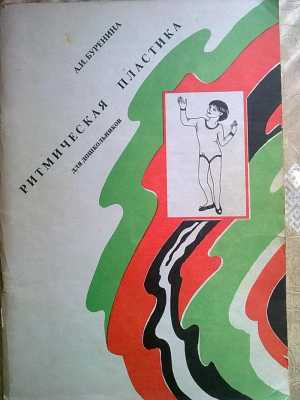 А.И. БУРЕНИНА
РИТМИЧЕСКАЯ ПЛАСТИКА
ДЛЯ ДОШКОЛЬНИКОВ